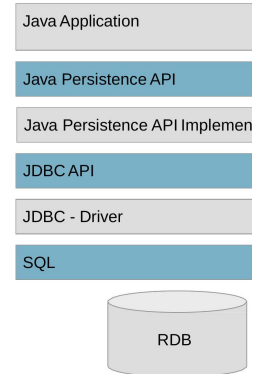 Java Application
Java Persistence API
Java Persistence API Implemen
JDBC API
JDBC - Driver
SQL
RDB